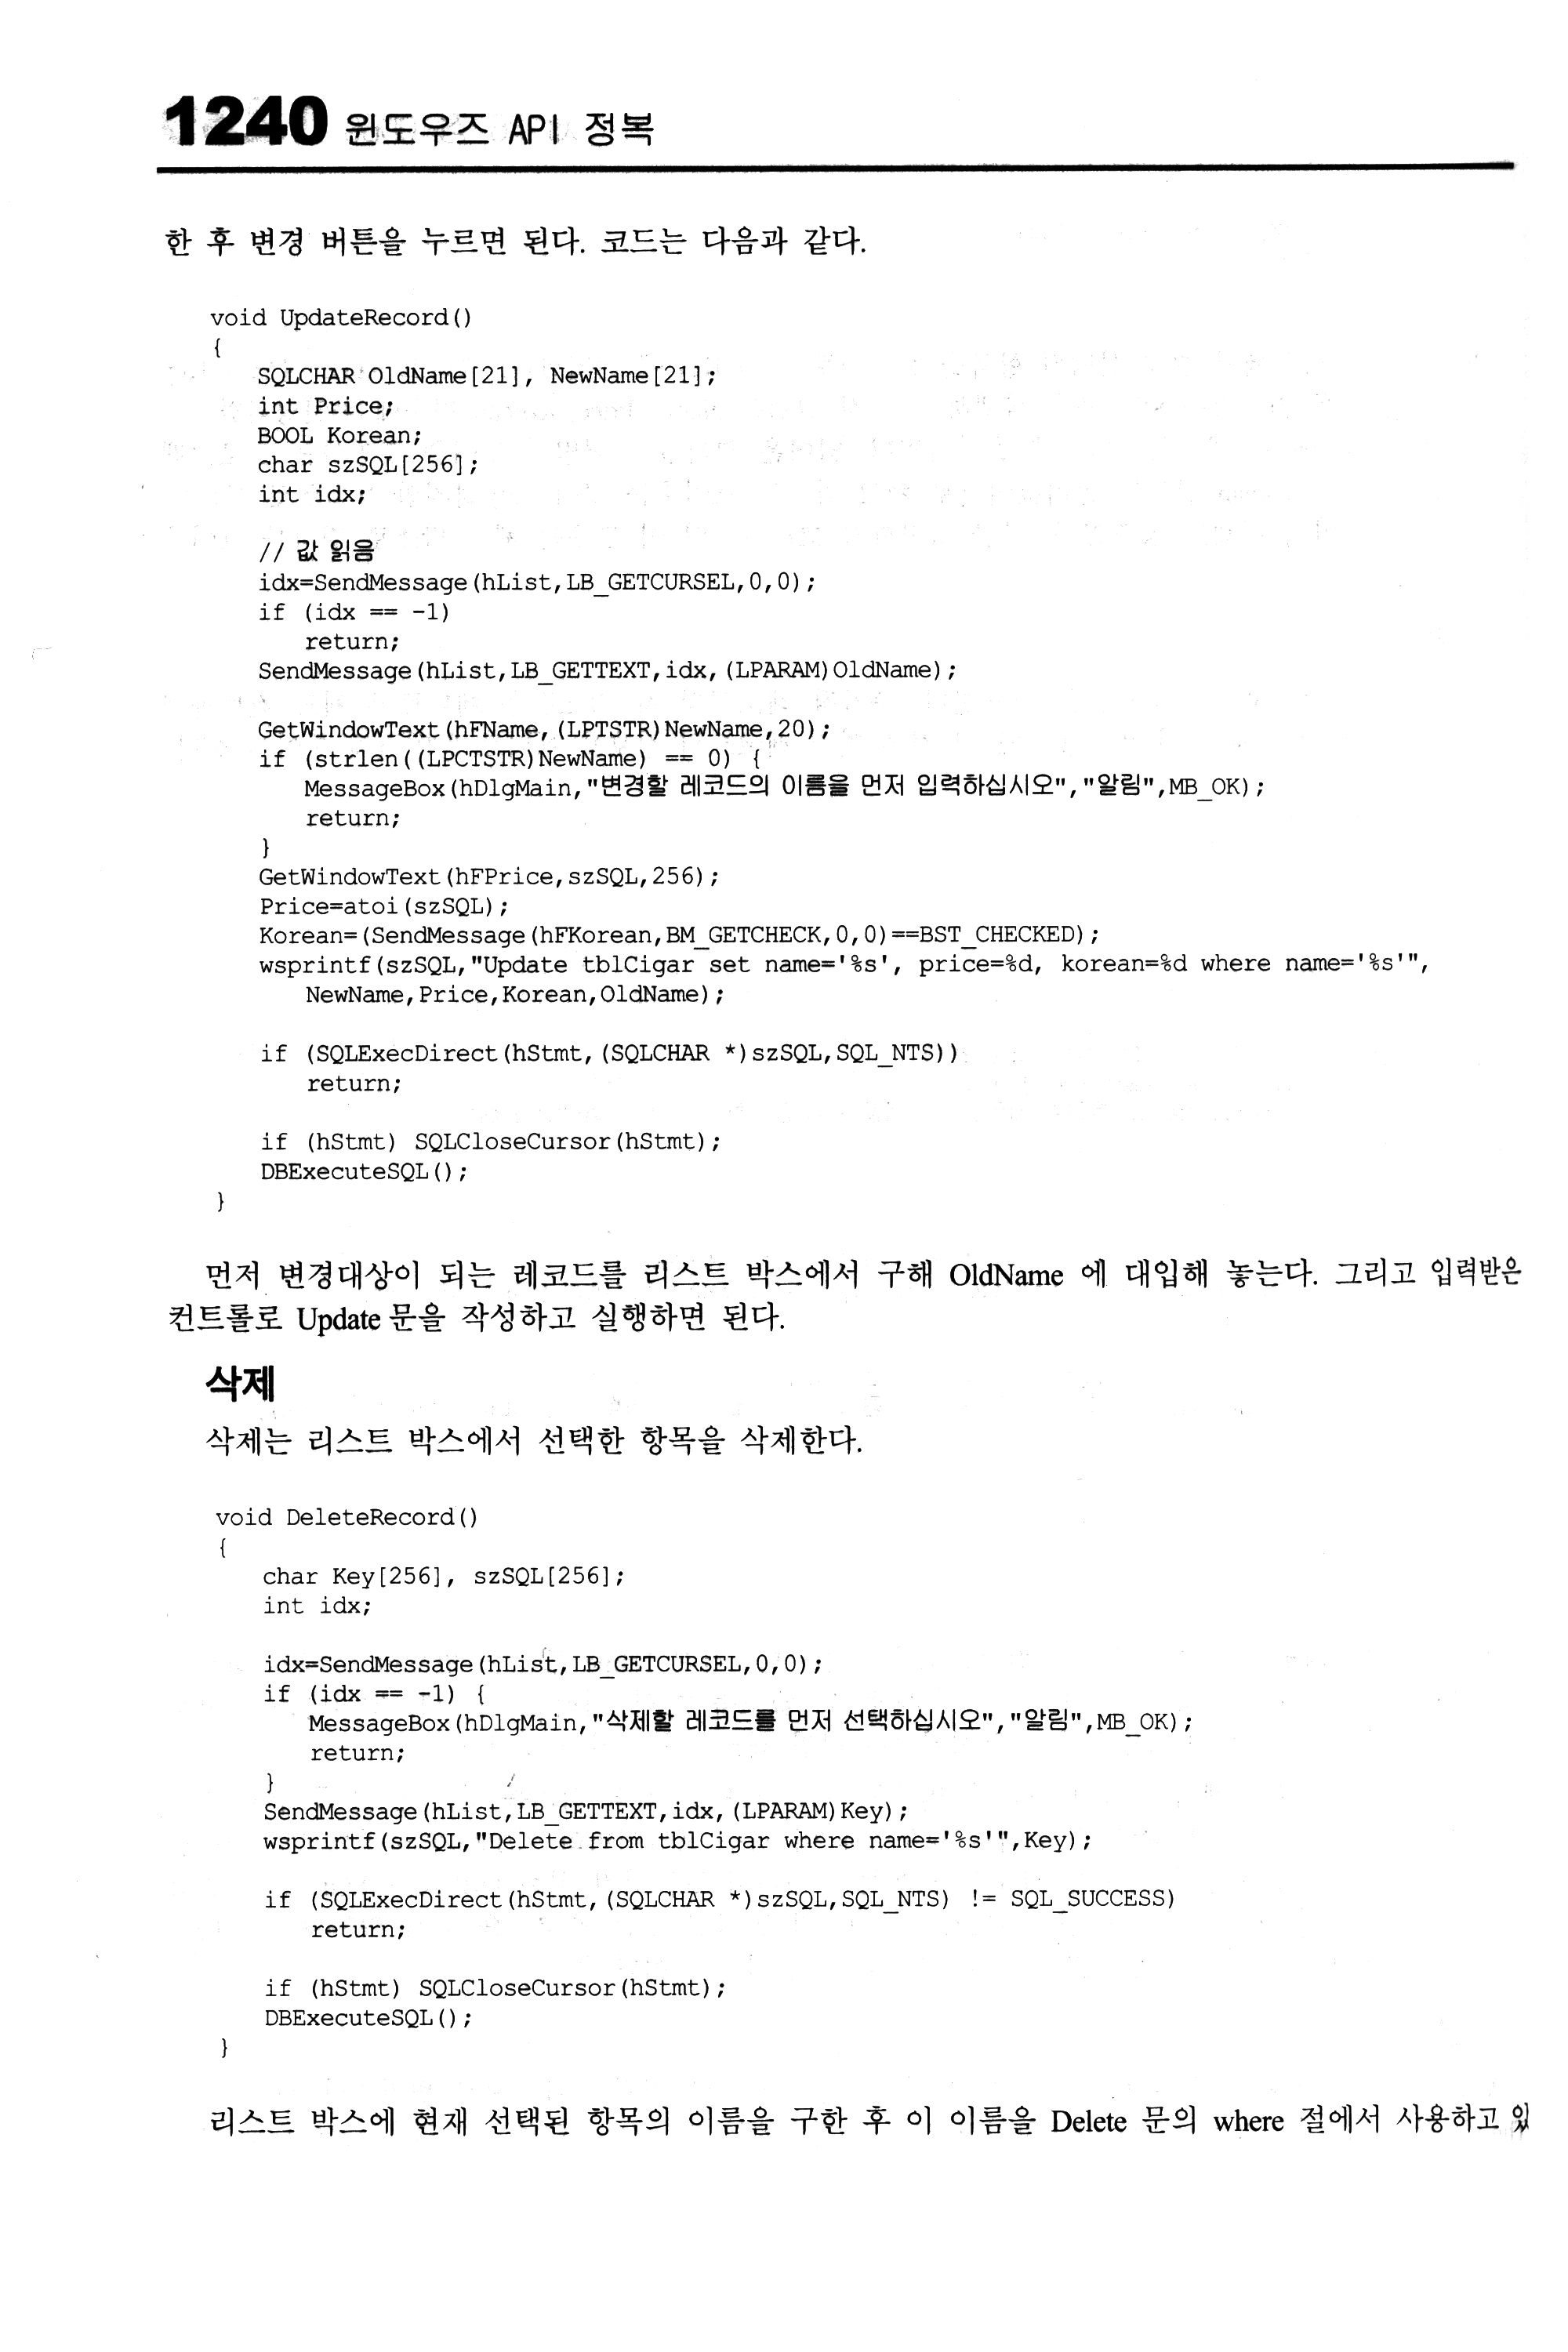 1240 윈도우즈 API 정복
한 후 변경 버튼을 누르면 된다. 코드는 다음과 같다.
void UpdateRecord()
{
SQLCHAR OldName[21], NewName[21];
int Price;
BOOL Korean;
char szSQL[256];
int idx;
// 값 읽음
idx=SendMessage(hList,LB_GETCURSEL,0,0);
if (idx == -1)
return;
SendMessage(hList,LB_GETTEXT,idx,(LPARAM)OldName);
GetWindowText(hFName,(LPTSTR)NewName,20);
if (strlen((LPCTSTR)NewName) == 0) {
MessageBox(hDlgMain,"변경할 레코드의 이름을 먼저 입력하십시오","알림",MB_OK);
return;
}
GetWindowText(hFPrice,szSQL,256);
Price=atoi(szSQL);
Korean=(SendMessage(hFKorean,BM_GETCHECK,0,0)==BST_CHECKED);
wsprintf(szSQL,"Update tblCigar set name='%s', price=%d, korean=%d where name='%s'",
NewName,Price,Korean,OldName);
if (SQLExecDirect(hStmt,(SQLCHAR *)szSQL,SQL_NTS))
return;
if (hStmt) SQLCloseCursor(hStmt);
DBExecuteSQL();
}
먼저 변경대상이 되는 레코드를 리스트 박스에서 구해 OldName 에 대입해 놓는다. 그리고 입력받은
컨트롤로 Update 문을 작성하고 실행하면 된다.
삭제
삭제는 리스트 박스에서 선택한 항목을 삭제한다.
void DeleteRecord()
{
char Key[256], szSQL[256];
int idx;
idx=SendMessage(hList,LB_GETCURSEL,0,0);
if (idx == -1) {
MessageBox(hDlgMain,"삭제할 레코드를 먼저 선택하십시오","알림",MB_OK);
return;
}
SendMessage(hList,LB_GETTEXT,idx,(LPARAM)Key);
wsprintf(szSQL,"Delete from tblCigar where name='%s'",Key);
if (SQLExecDirect(hStmt,(SQLCHAR *)szSQL,SQL_NTS) != SQL_SUCCESS)
return;
if (hStmt) SQLCloseCursor(hStmt);
DBExecuteSQL();
}
리스트 박스에 현재 선택된 항목의 이름을 구한 후 이 이름을 Delete 문의 where 절에서 사용하고 있